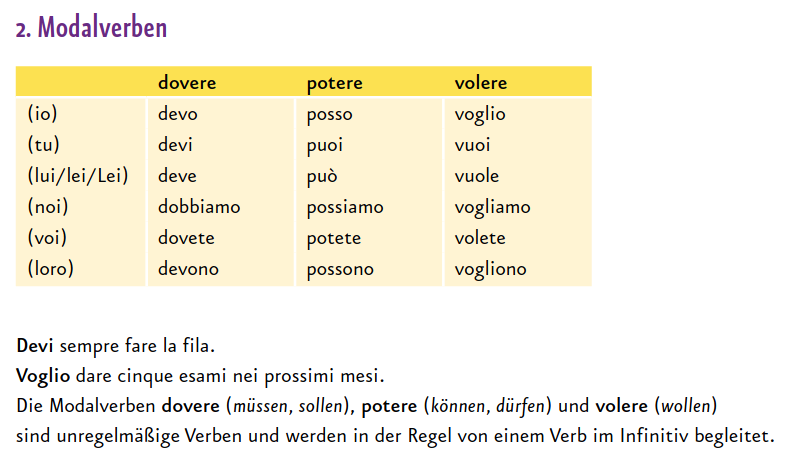 2. Modalverben
dovere potere volere
(io) devo posso voglio
(tu) devi puoi vuoi
(lui/lei/Lei) deve può vuole
(noi) dobbiamo possiamo vogliamo
(voi) dovete potete volete
(loro) devono possono vogliono
Devi sempre fare la fila.
Voglio dare cinque esami nei prossimi mesi.
Die Modalverben dovere (müssen, sollen), potere (können, dürfen) und volere (wollen)
sind unregelmäßige Verben und werden in der Regel von einem Verb im Infinitiv begleitet.